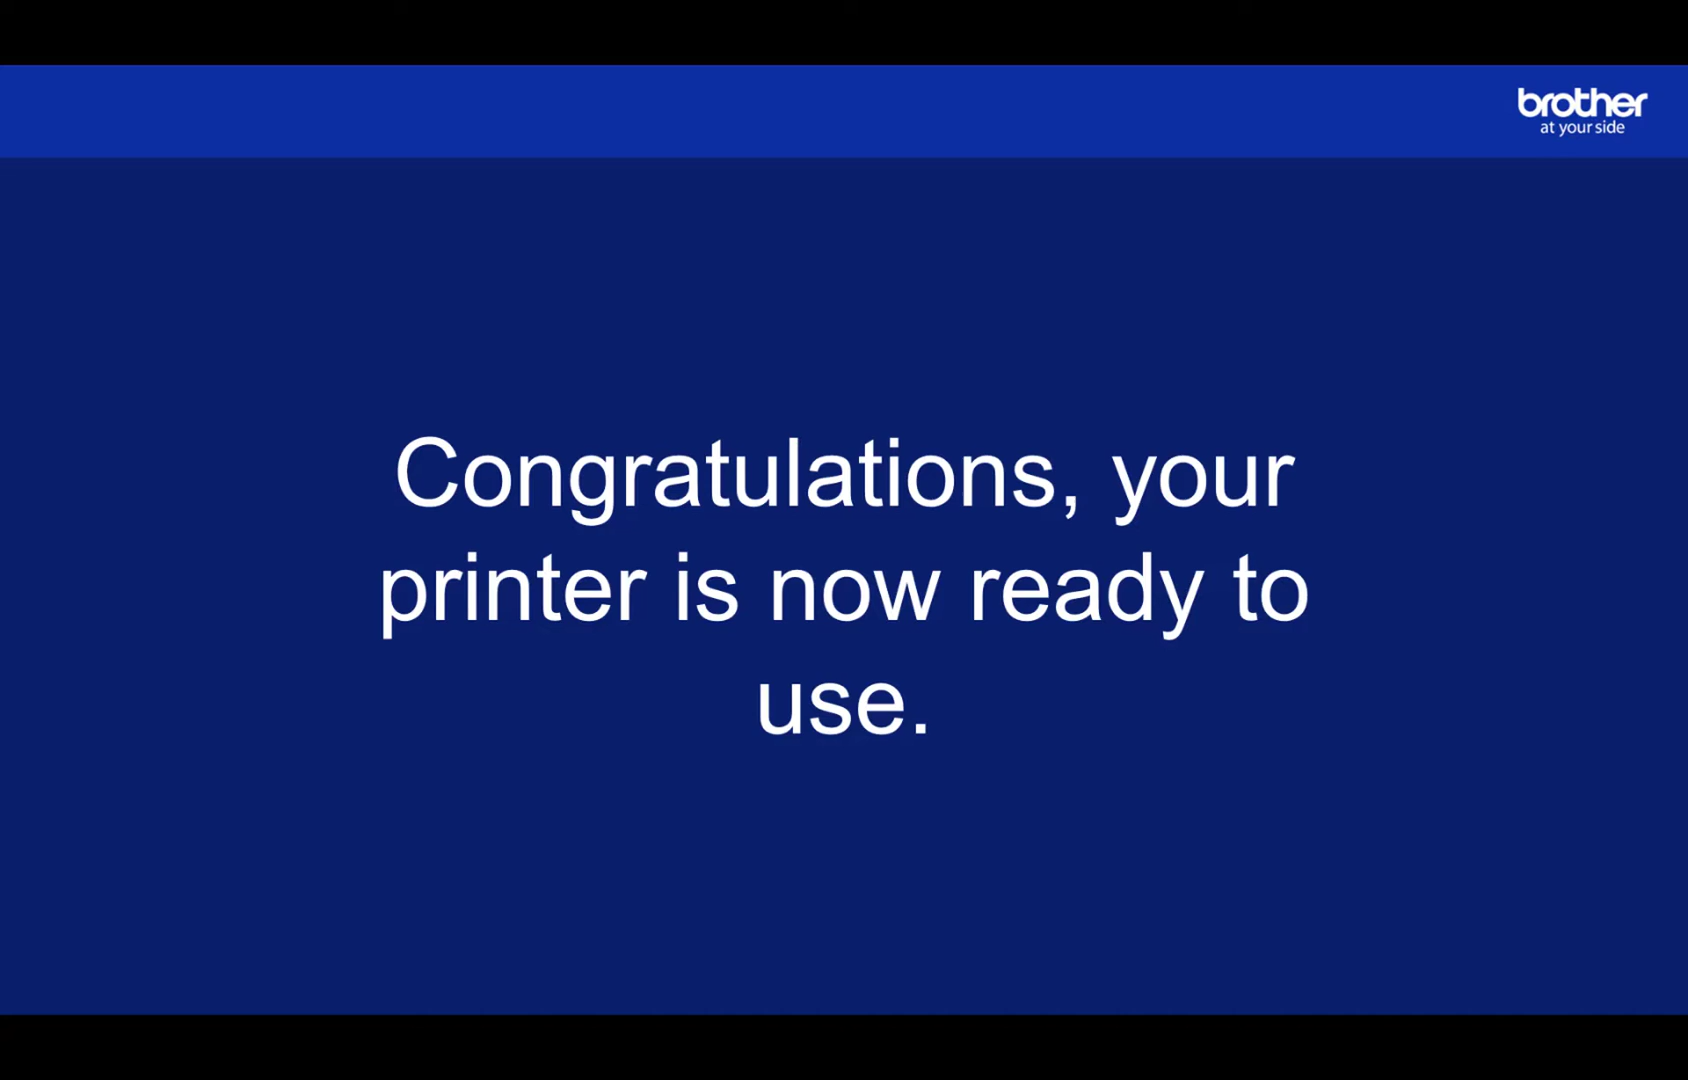 brother
at your side
Congratulations, your
printer is now ready to
use.